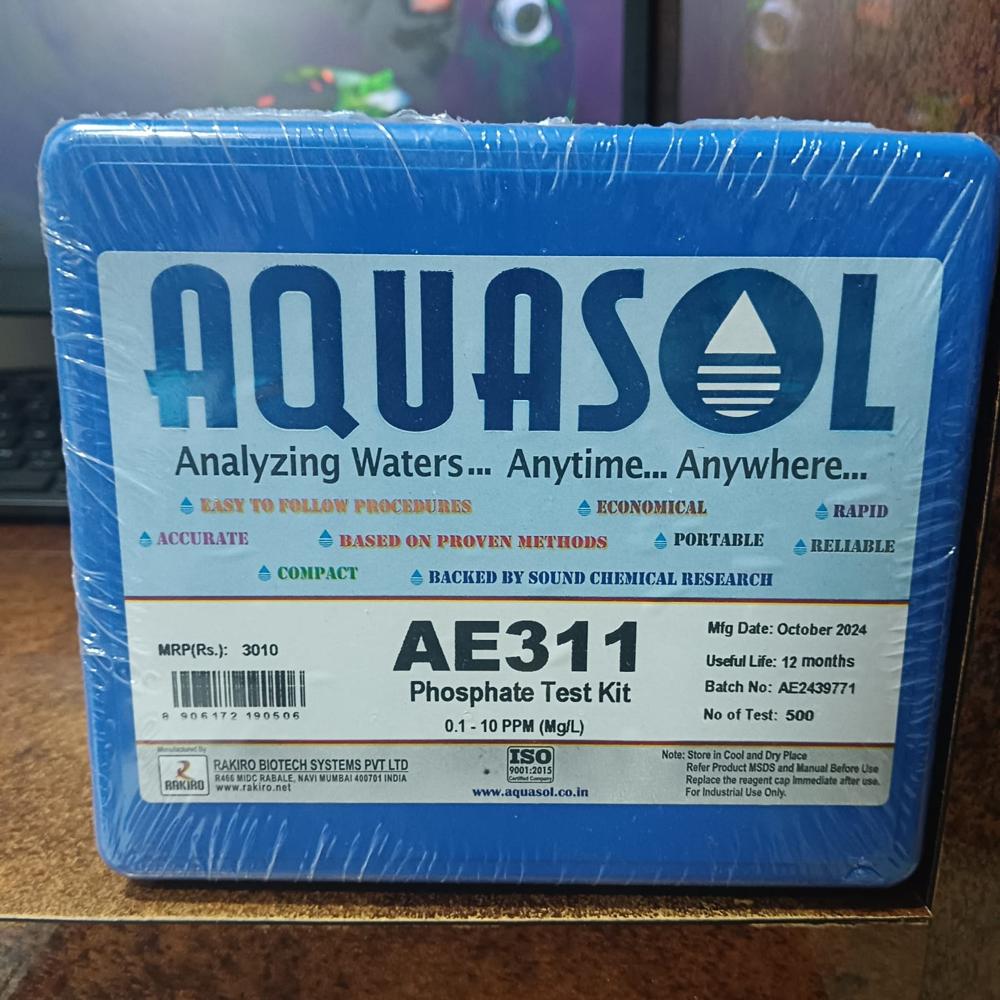 AQUASOL
Analyzing Waters... Anytime... Anywhere...
EASY TO FOLLOW PROCEDURES ECONOMICAL RAPID
ACCURATE BASED ON PROVEN METHODS PORTABLE RELIABLE
COMPACT BACKED BY SOUND CHEMICAL RESEARCH
MRP(Rs.): 3010
8 906172 190506
AE311
Phosphate Test Kit
0.1 - 10 PPM (Mg/L)
Mfg Date: October 2024
Useful Life: 12 months
Batch No: AE2439771
No of Test: 500
Manufactured By
RAKIRO
RAKIRO BIOTECH SYSTEMS PVT LTD
R466 MIDC RABALE, NAVI MUMBAI 400701 INDIA
www.rakiro.net
ISO
9001:2015
Certified Company
www.aquasol.co.in
Note: Store in Cool and Dry Place
Refer Product MSDS and Manual Before Use
Replace the reagent cap immediate after use.
For Industrial Use Only.